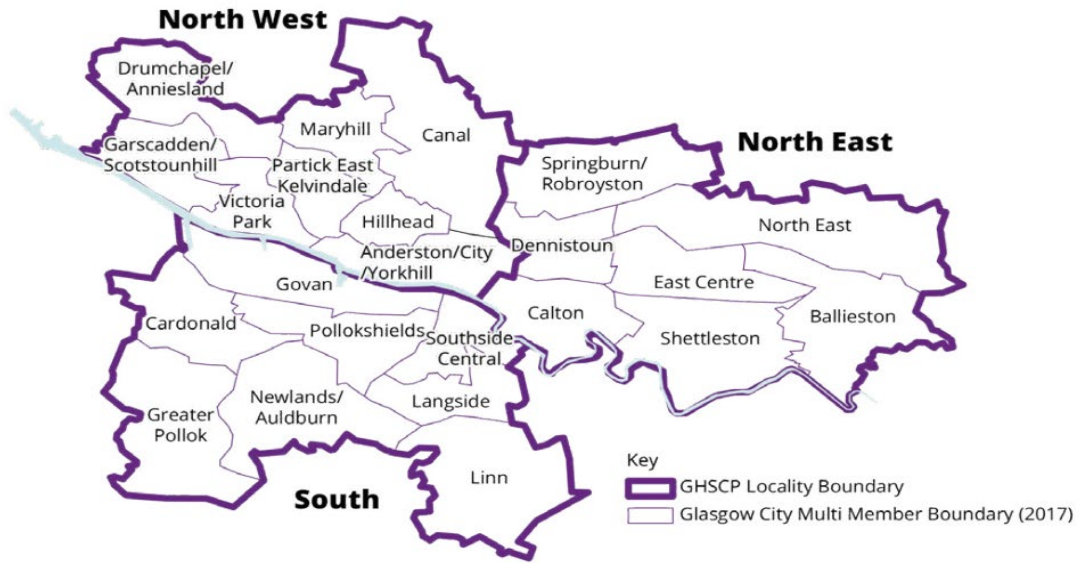 North West
Drumchapel/
Anniesland
Maryhill
Canal
Garscadden/
Scotstounhill
Partick East
Kelvindale
Victoria
Park
Hillhead
Anderston/City
/Yorkhill
North East
Springburn/
Robroyston
North East
Dennistoun
East Centre
Calton
Shettleston
Ballieston
Govan
Cardonald
Pollokshields
Southside
Central
Langside
Newlands/
Auldburn
Greater
Pollok
Linn
South
Key
GHSCP Locality Boundary
Glasgow City Multi Member Boundary (2017)